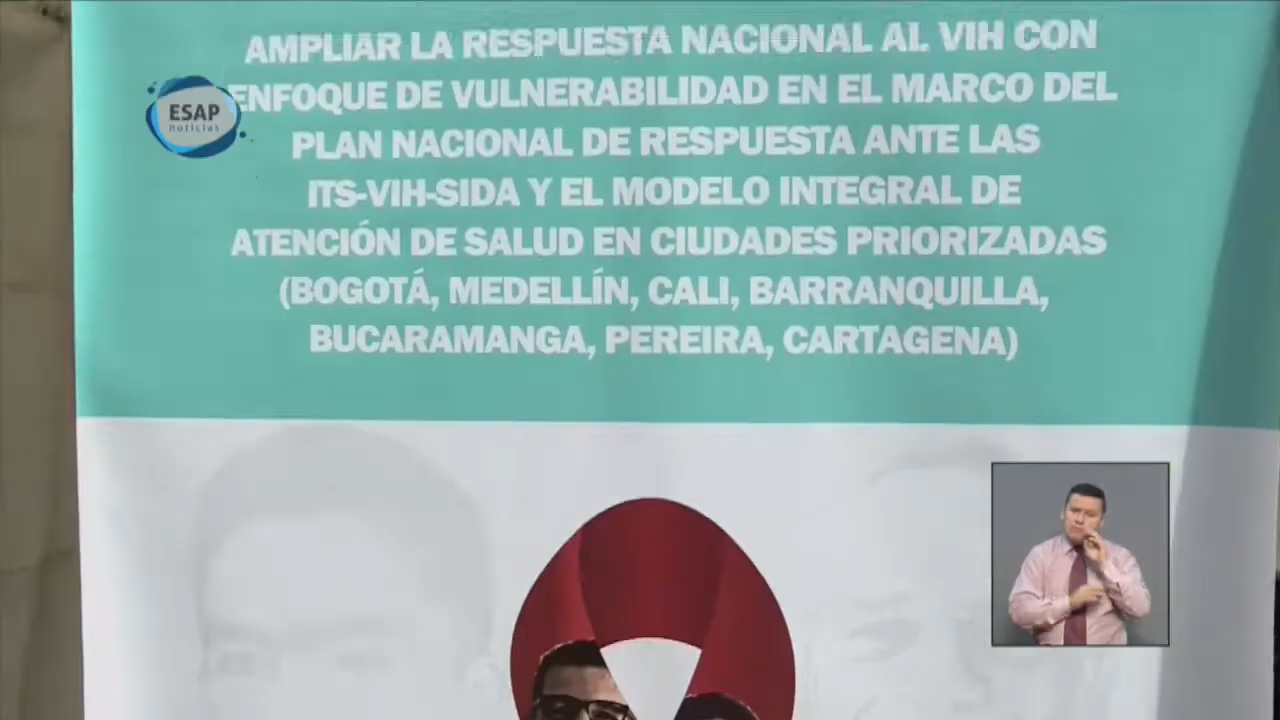 AMPLIAR LA RESPUESTA NACIONAL AL VIH CON
ENFOQUE DE VULNERABILIDAD EN EL MARCO DEL
PLAN NACIONAL DE RESPUESTA ANTE LAS
ITS-VIH-SIDA Y EL MODELO INTEGRAL DE
ATENCIÓN DE SALUD EN CIUDADES PRIORIZADAS
(BOGOTÁ, MEDELLÍN, CALI, BARRANQUILLA,
BUCARAMANGA, PEREIRA, CARTAGENA)
ESAP
noticias